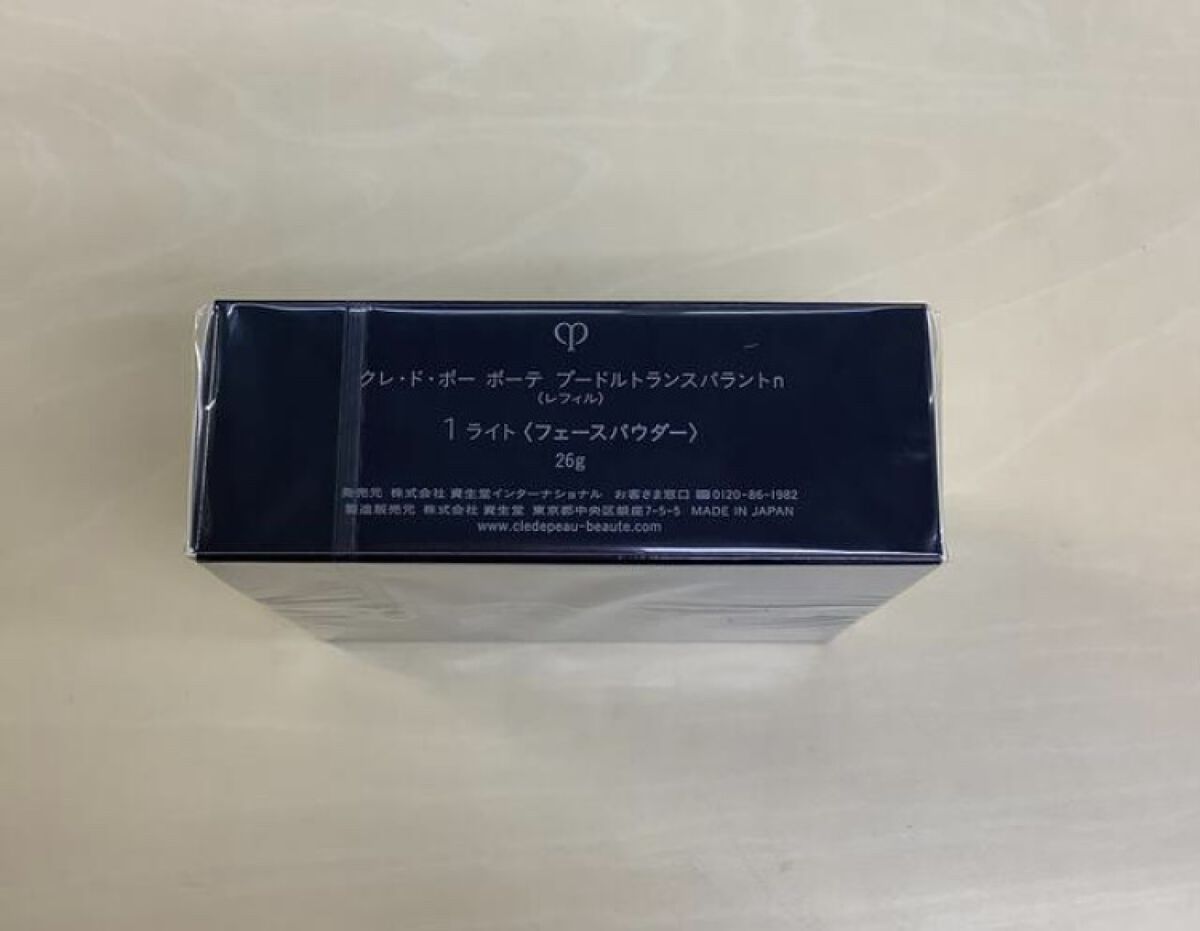 クレ・ド・ポー ボーテ プードルトランスパラントn
(レフィル)
1 ライト〈フェースパウダー〉
26g
発売元 株式会社 資生堂インターナショナル お客さま窓口 0120-86-1982
製造販売元 株式会社 資生堂 東京都中央区銀座7-5-5 MADE IN JAPAN
www.cledepeau-beaute.com